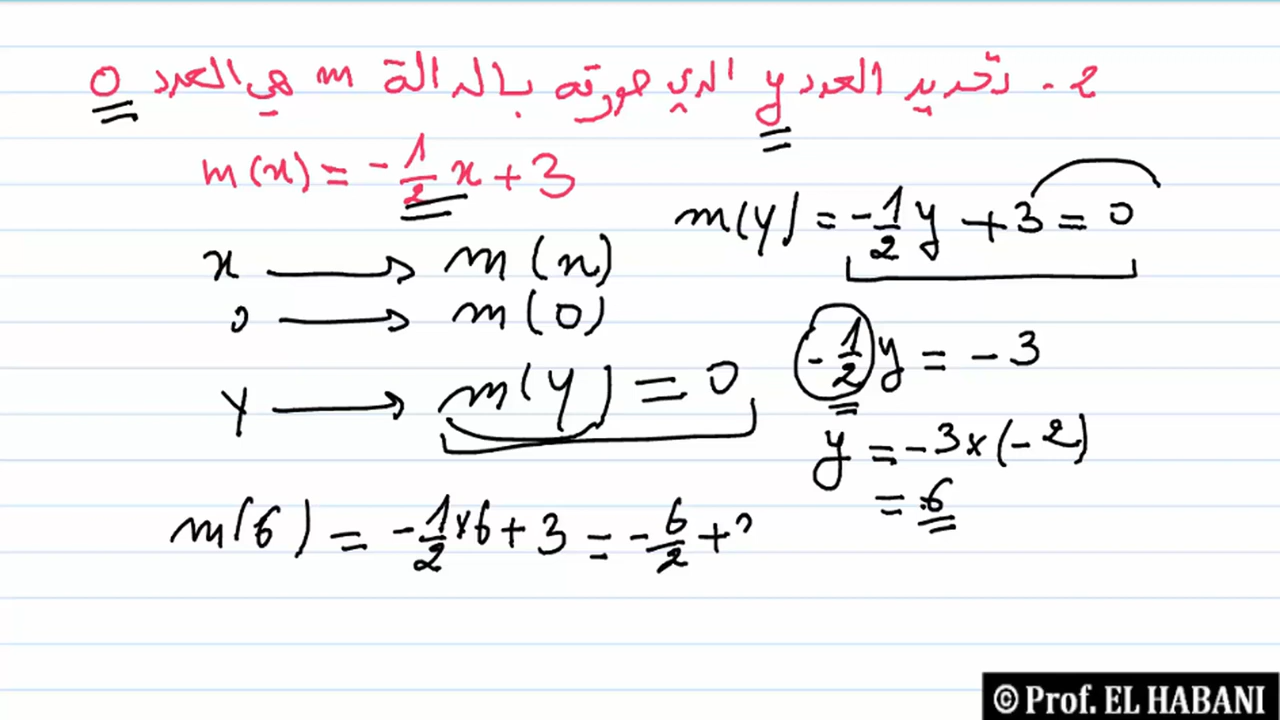 2 - تحديد العدد y الذي صورته بالدالة m هي العدد 0
m(x) = -1/2 x + 3
x → m(x)
0 → m(0)
y → m(y) = 0
m(y) = -1/2 y + 3 = 0
-1/2 y = -3
y = -3×(-2)
= 6
m(6) = -1/2 × 6 + 3 = -6/2 +
© Prof. EL HABANI